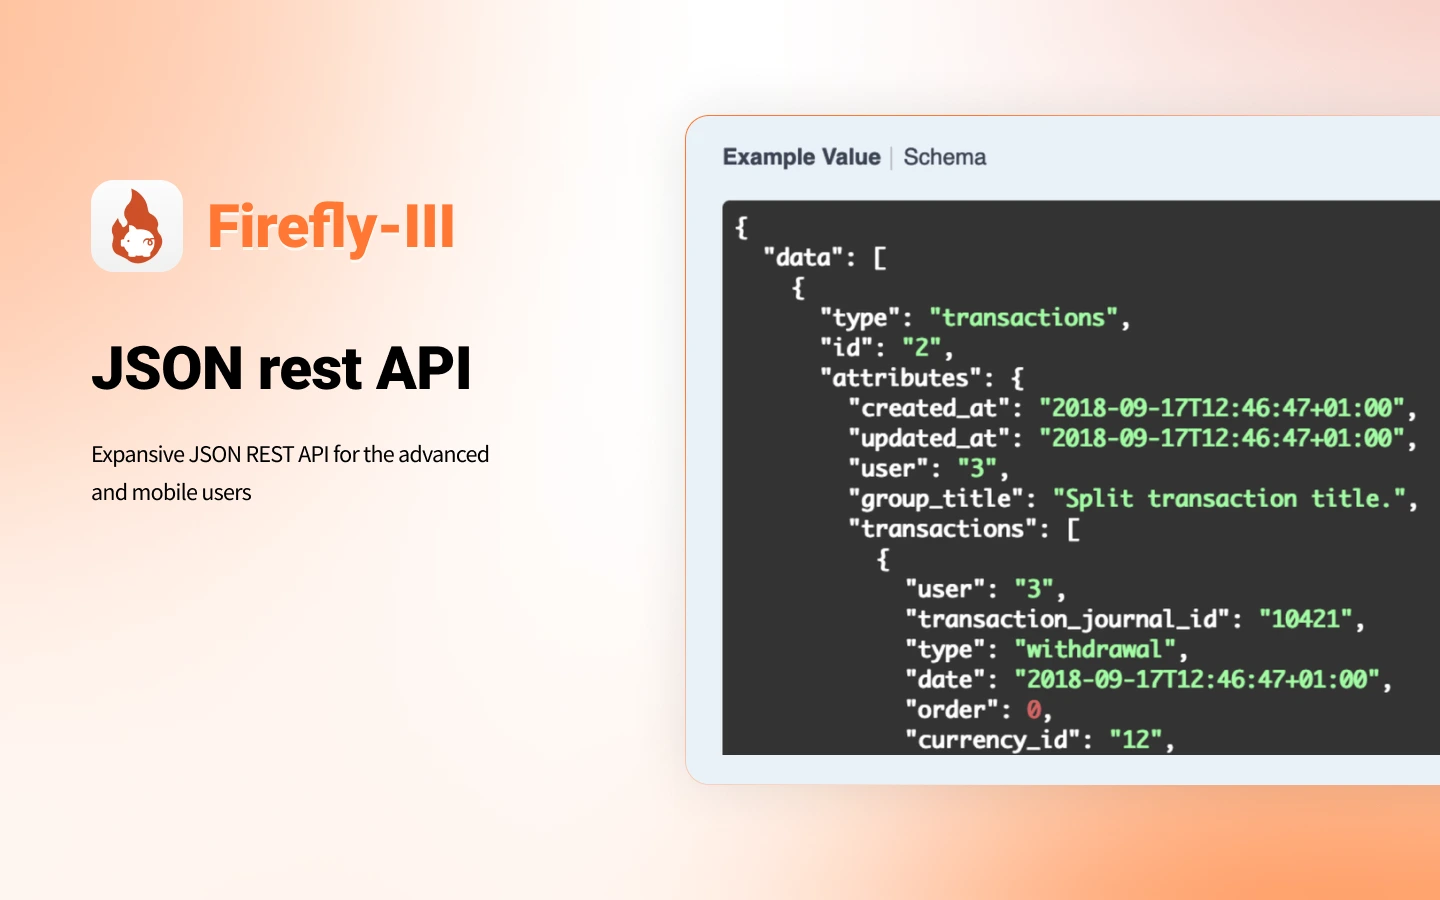 Firefly-III
JSON rest API
Expansive JSON REST API for the advanced
and mobile users
Example Value | Schema
{
  "data": [
    {
      "type": "transactions",
      "id": "2",
      "attributes": {
        "created_at": "2018-09-17T12:46:47+01:00",
        "updated_at": "2018-09-17T12:46:47+01:00",
        "user": "3",
        "group_title": "Split transaction title.",
        "transactions": [
          {
            "user": "3",
            "transaction_journal_id": "10421",
            "type": "withdrawal",
            "date": "2018-09-17T12:46:47+01:00",
            "order": 0,
            "currency_id": "12",